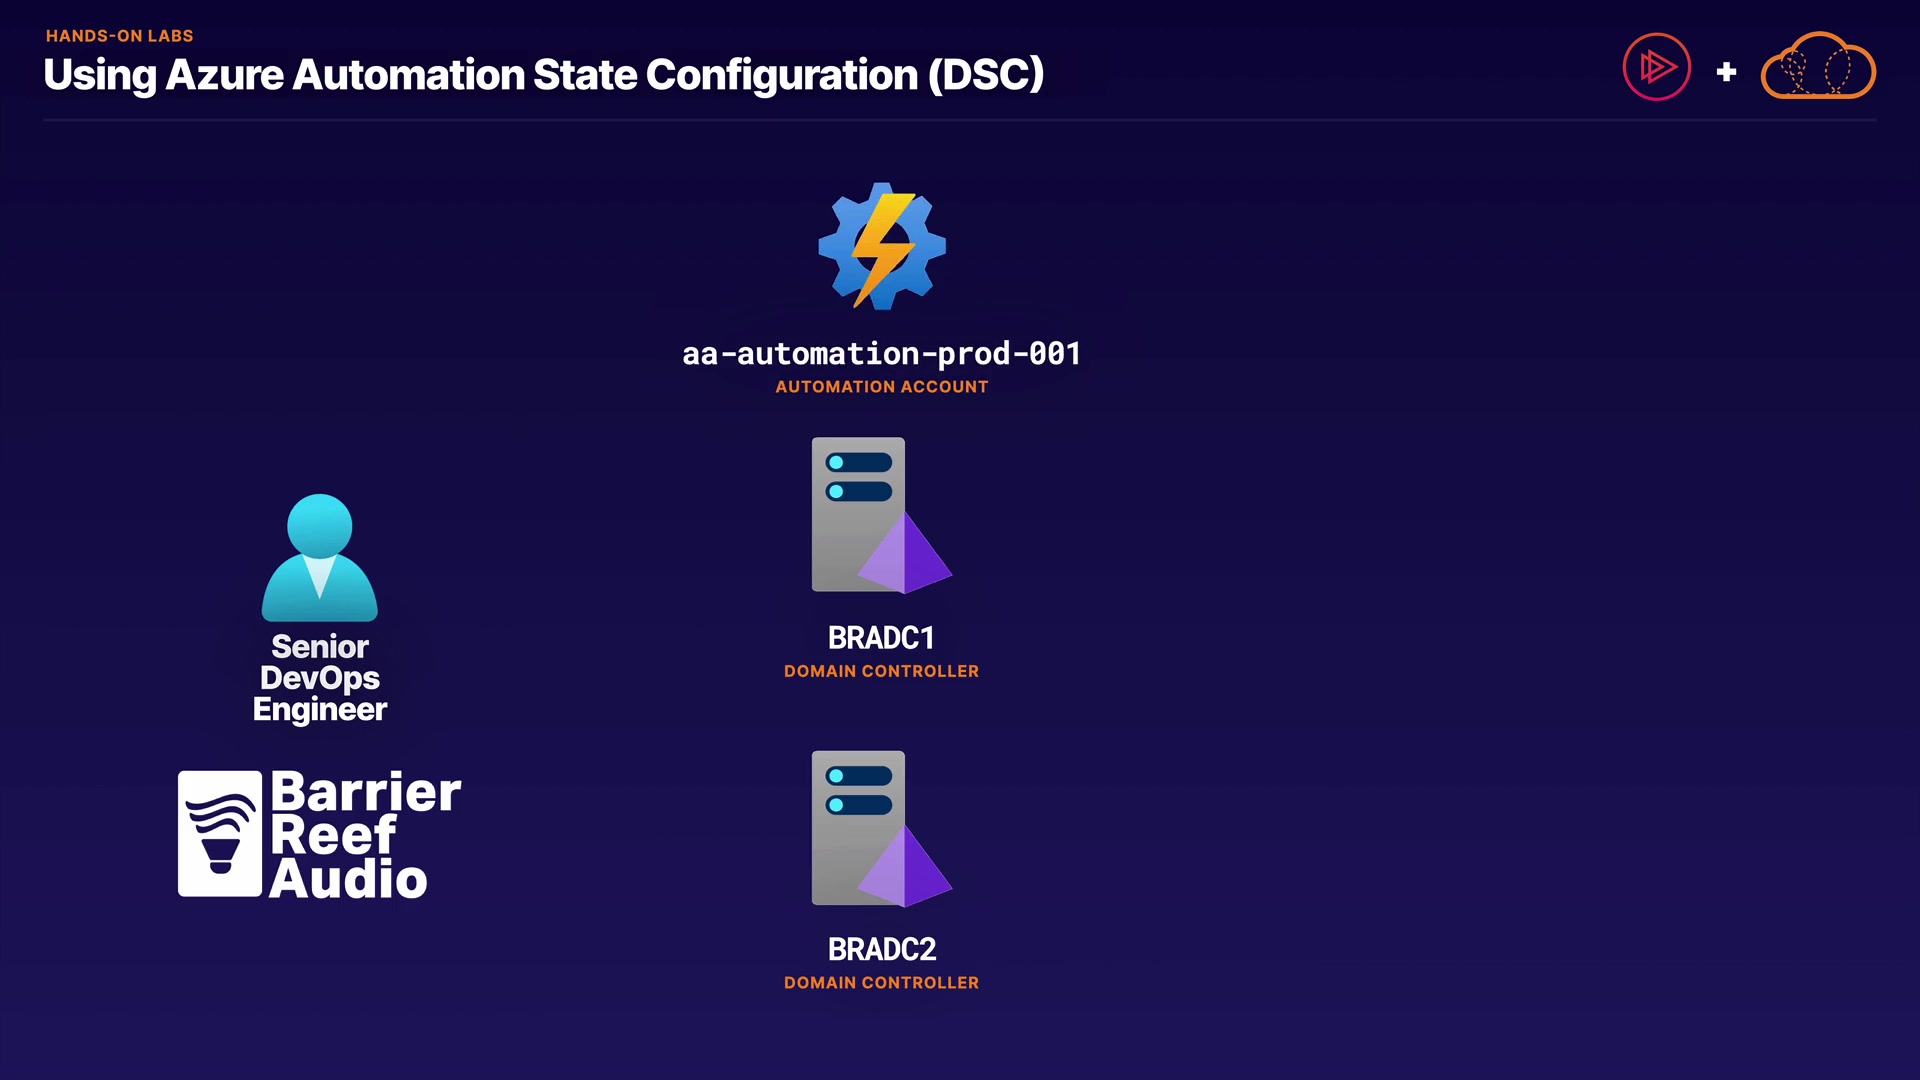 HANDS-ON LABS
Using Azure Automation State Configuration (DSC)
+
aa-automation-prod-001
AUTOMATION ACCOUNT
BRADC1
DOMAIN CONTROLLER
Senior
DevOps
Engineer
Barrier
Reef
Audio
BRADC2
DOMAIN CONTROLLER